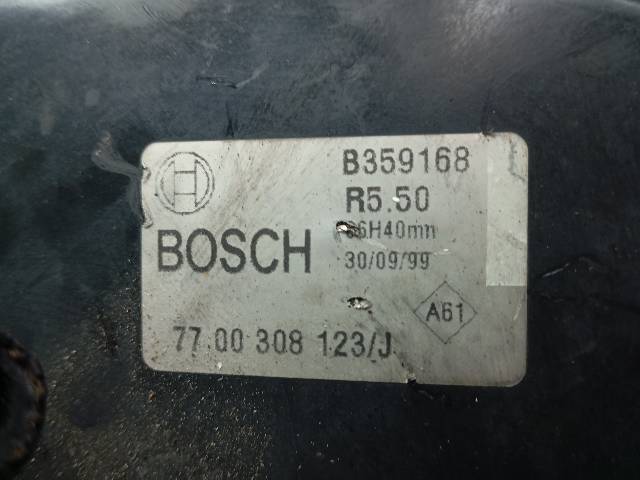 B359168
R5.50
BOSCH
30/09/99
A61
77 00 308 123/J